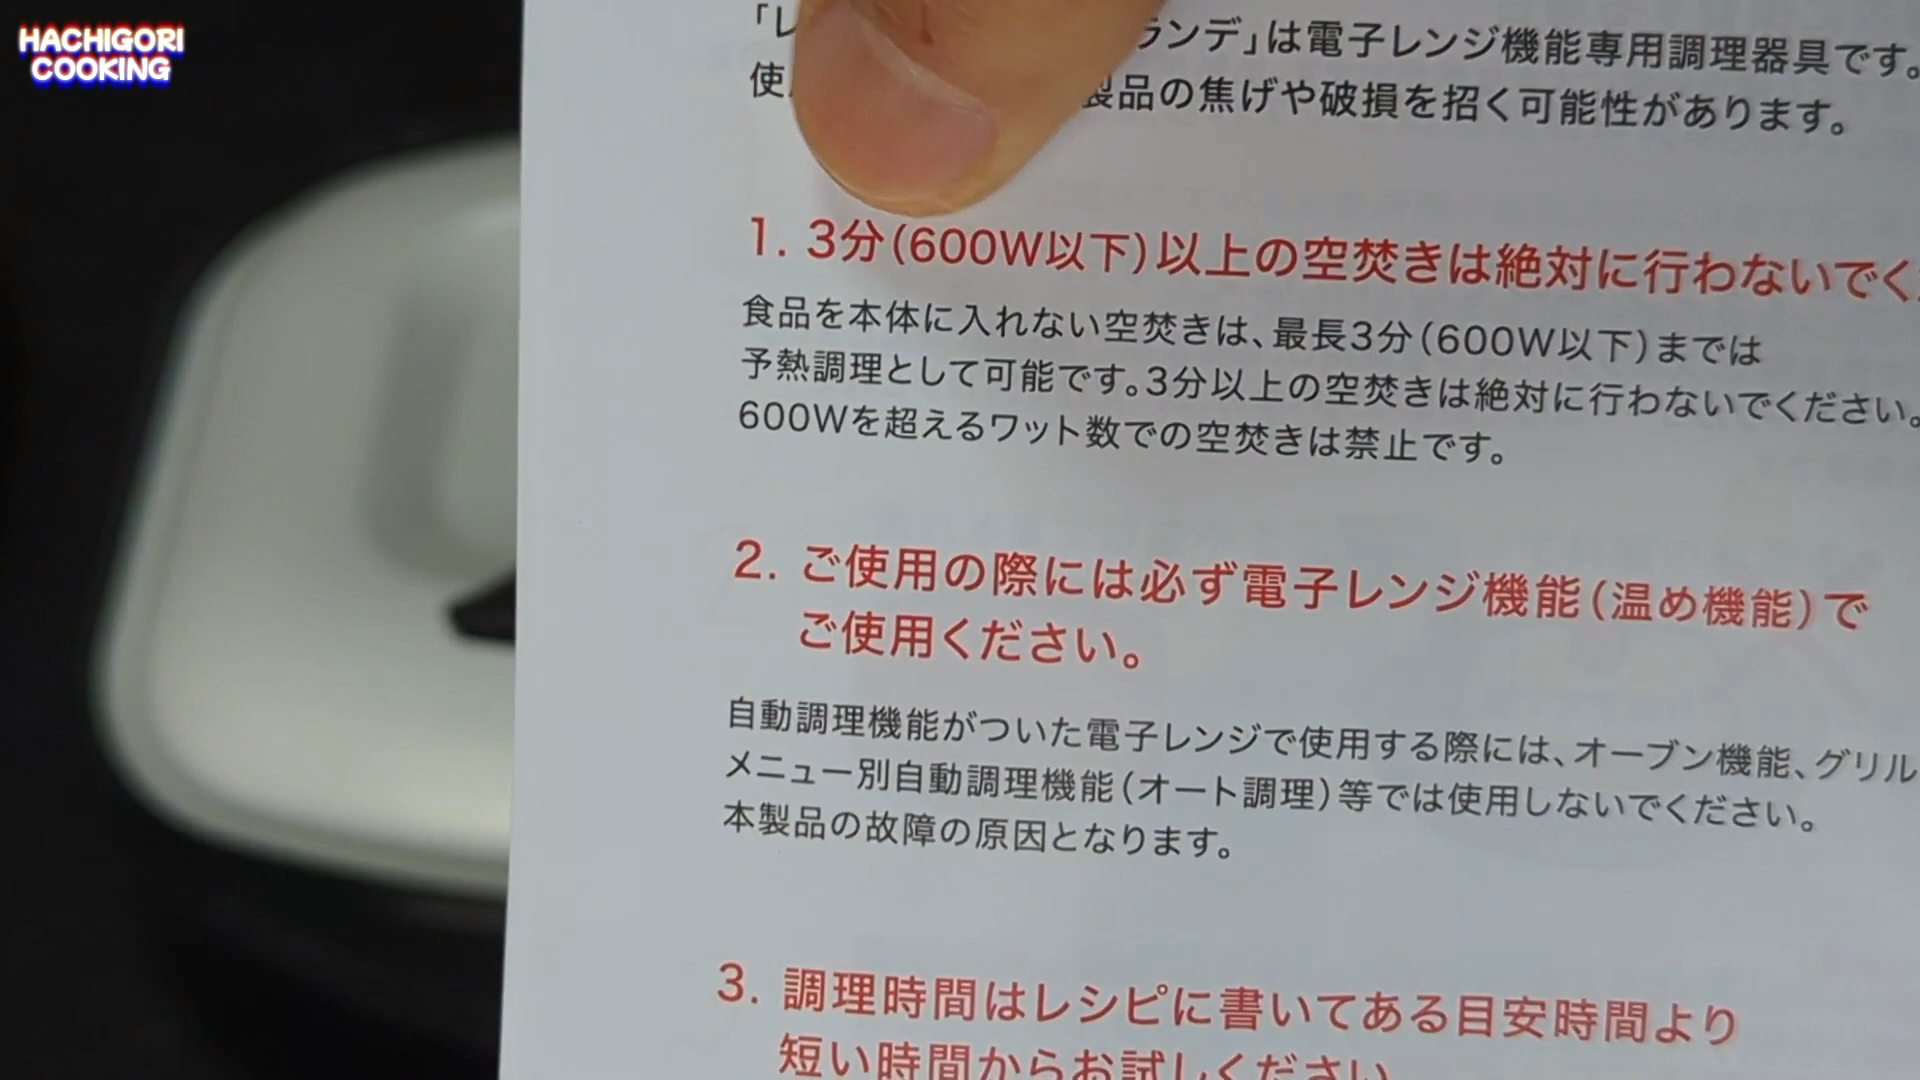 HACHIGORI
COOKING
「レ ランデ」は電子レンジ機能専用調理器具です。
使 製品の焦げや破損を招く可能性があります。
1. 3分(600W以下)以上の空焚きは絶対に行わないでく
食品を本体に入れない空焚きは、最長3分(600W以下)までは
予熱調理として可能です。3分以上の空焚きは絶対に行わないでください。
600Wを超えるワット数での空焚きは禁止です。
2. ご使用の際には必ず電子レンジ機能(温め機能)で
ご使用ください。
自動調理機能がついた電子レンジで使用する際には、オーブン機能、グリル
メニュー別自動調理機能(オート調理)等では使用しないでください。
本製品の故障の原因となります。
3. 調理時間はレシピに書いてある目安時間より
短い時間からお試しください